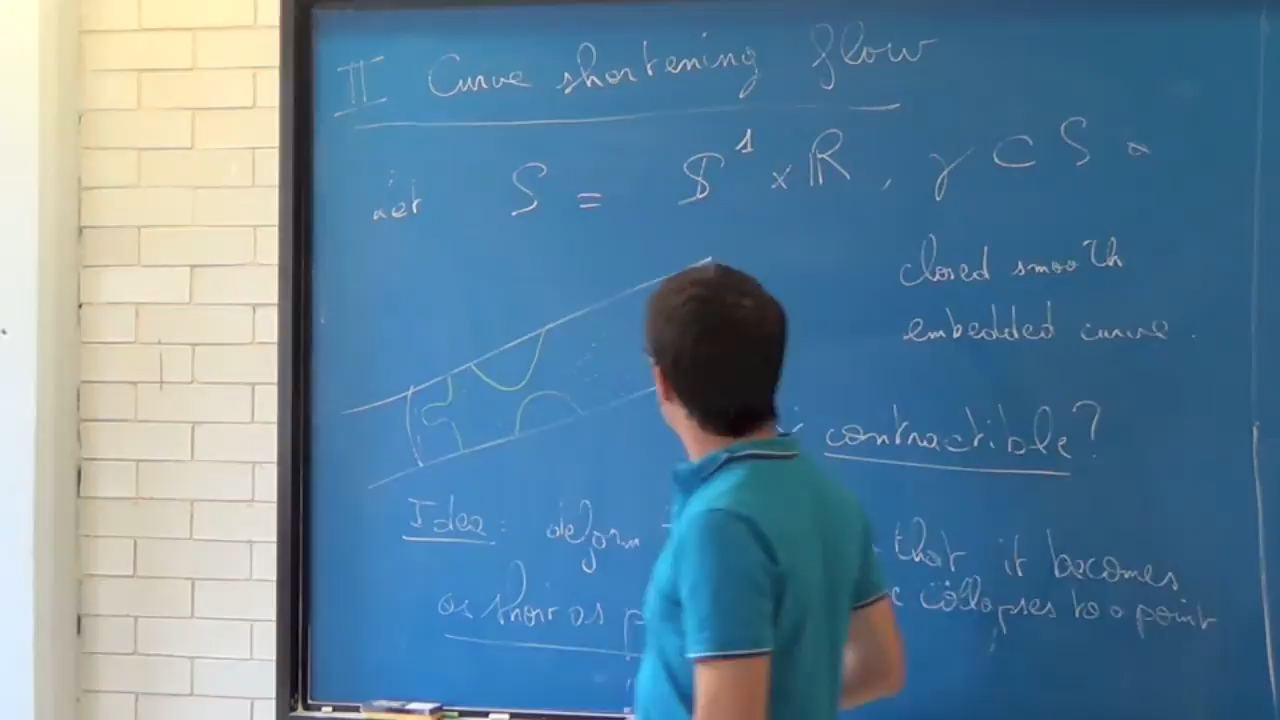 II Curve shortening flow
Let S = 𝕊¹ × ℝ, γ ⊂ S a
closed smooth
embedded curve.
contractible?
Idea: deform that it becomes
as short as collapses to a point